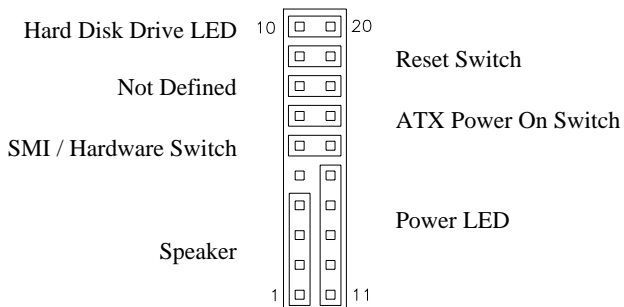 Hard Disk Drive LED
10
20
Reset Switch
Not Defined
ATX Power On Switch
SMI / Hardware Switch
Power LED
Speaker
1
11